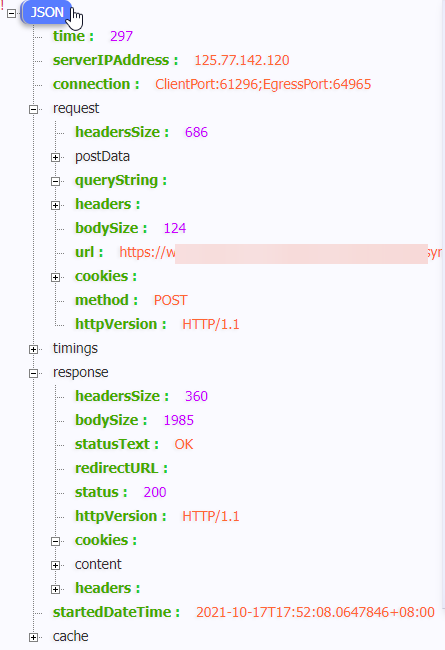 JSON
time : 297
serverIPAddress : 125.77.142.120
connection : ClientPort:61296;EgressPort:64965
request
headersSize : 686
postData
queryString :
headers :
bodySize : 124
url : https://w
cookies :
method : POST
httpVersion : HTTP/1.1
timings
response
headersSize : 360
bodySize : 1985
statusText : OK
redirectURL :
status : 200
httpVersion : HTTP/1.1
cookies :
content
headers :
startedDateTime : 2021-10-17T17:52:08.0647846+08:00
cache